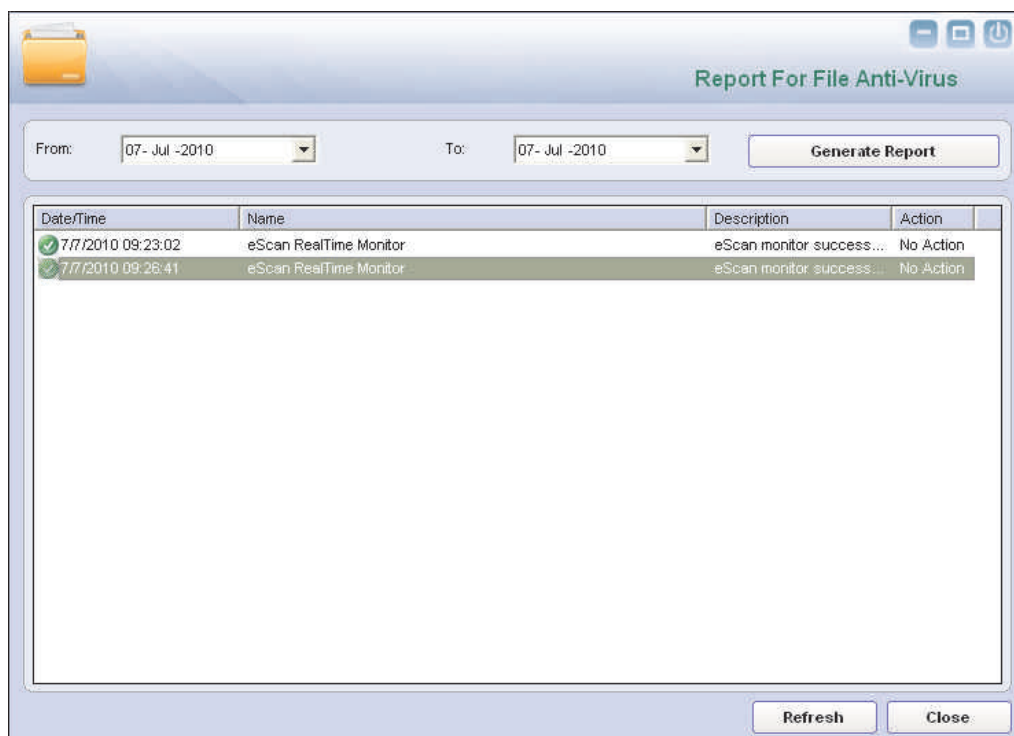 Report For File Anti-Virus
From: 07- Jul -2010 To: 07- Jul -2010 Generate Report
Date/Time Name Description Action
7/7/2010 09:23:02 eScan RealTime Monitor eScan monitor success... No Action
7/7/2010 09:26:41 eScan RealTime Monitor eScan monitor success... No Action
Refresh Close